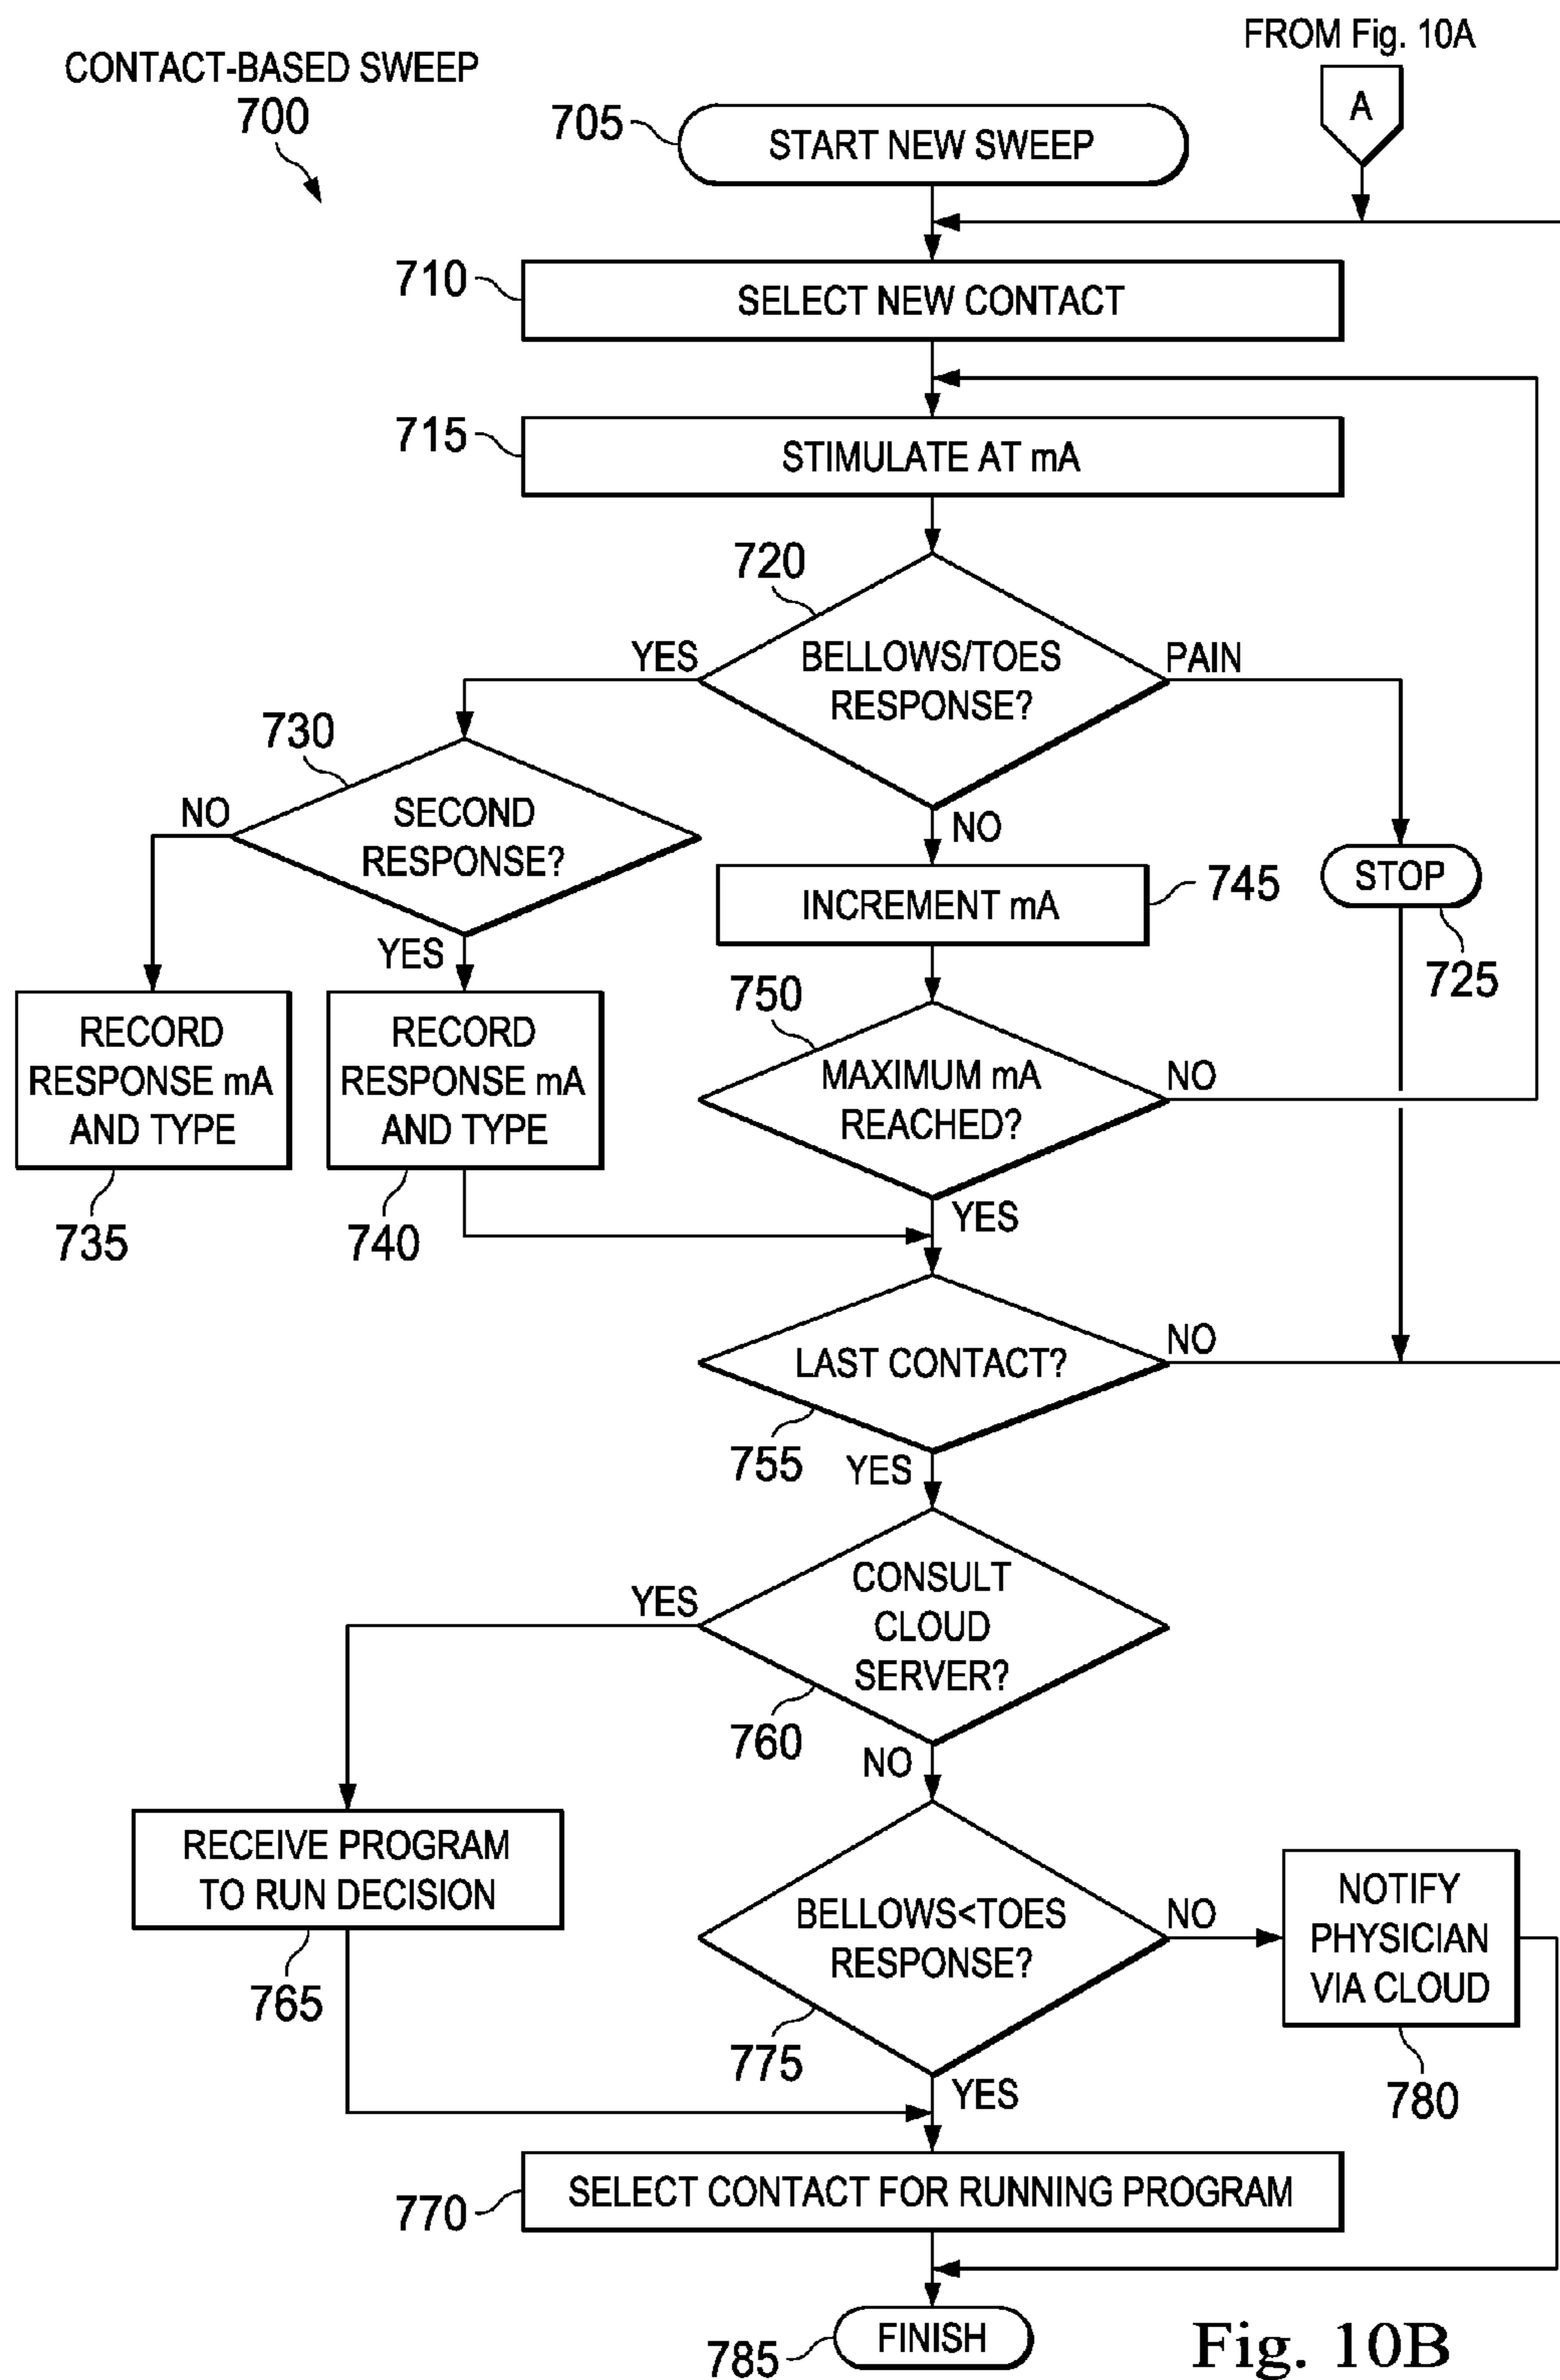 FROM Fig. 10A
CONTACT-BASED SWEEP
700
A
705
START NEW SWEEP
710
SELECT NEW CONTACT
715
STIMULATE AT mA
720
YES
BELLOWS/TOES
RESPONSE?
PAIN
730
NO
SECOND
RESPONSE?
NO
INCREMENT mA
745
STOP
725
YES
750
RECORD
RESPONSE mA
AND TYPE
735
RECORD
RESPONSE mA
AND TYPE
740
MAXIMUM mA
REACHED?
NO
YES
LAST CONTACT?
NO
755
YES
CONSULT
CLOUD
SERVER?
YES
760
NO
RECEIVE PROGRAM
TO RUN DECISION
765
BELLOWS<TOES
RESPONSE?
NO
775
NOTIFY
PHYSICIAN
VIA CLOUD
780
YES
770
SELECT CONTACT FOR RUNNING PROGRAM
785
FINISH
Fig. 10B